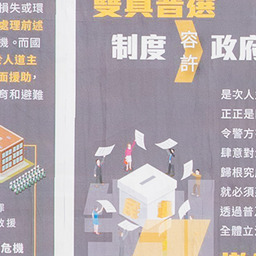 損失或環
處理前述
機。而國
人道主
面援助，
育和避難
援
危機
雙真普選
制度容許政府
是次人
正正是
令警方
肆意對
歸根究
就必須
透過普
全體立